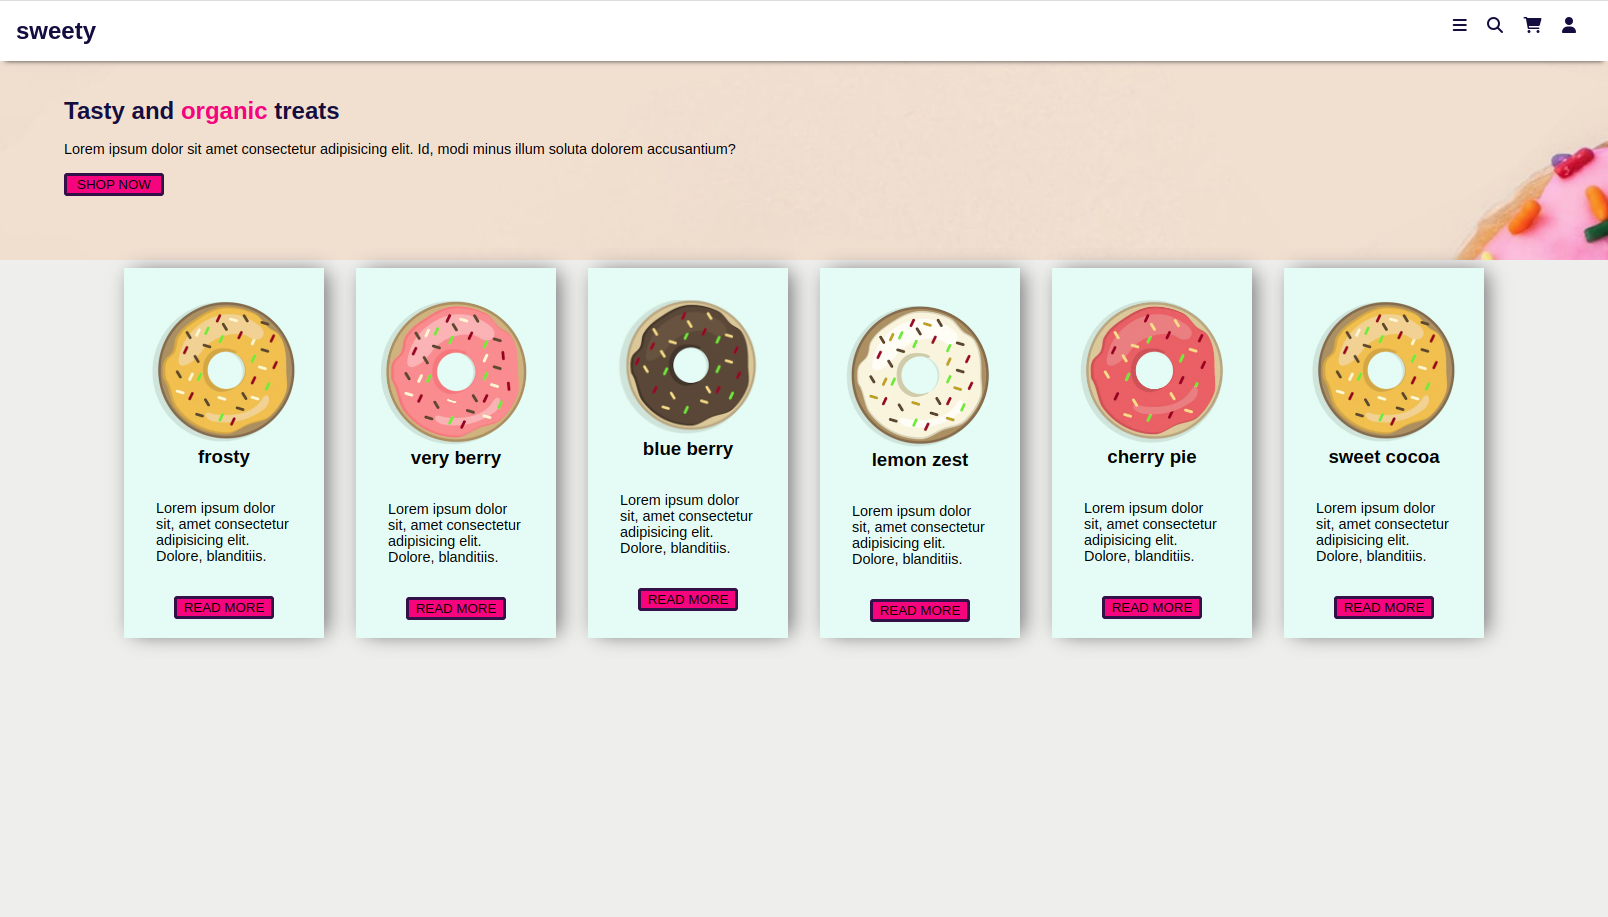 sweety
Tasty and organic treats
Lorem ipsum dolor sit amet consectetur adipisicing elit. Id, modi minus illum soluta dolorem accusantium?
SHOP NOW
frosty
Lorem ipsum dolor
sit, amet consectetur
adipisicing elit.
Dolore, blanditiis.
READ MORE
very berry
Lorem ipsum dolor
sit, amet consectetur
adipisicing elit.
Dolore, blanditiis.
READ MORE
blue berry
Lorem ipsum dolor
sit, amet consectetur
adipisicing elit.
Dolore, blanditiis.
READ MORE
lemon zest
Lorem ipsum dolor
sit, amet consectetur
adipisicing elit.
Dolore, blanditiis.
READ MORE
cherry pie
Lorem ipsum dolor
sit, amet consectetur
adipisicing elit.
Dolore, blanditiis.
READ MORE
sweet cocoa
Lorem ipsum dolor
sit, amet consectetur
adipisicing elit.
Dolore, blanditiis.
READ MORE